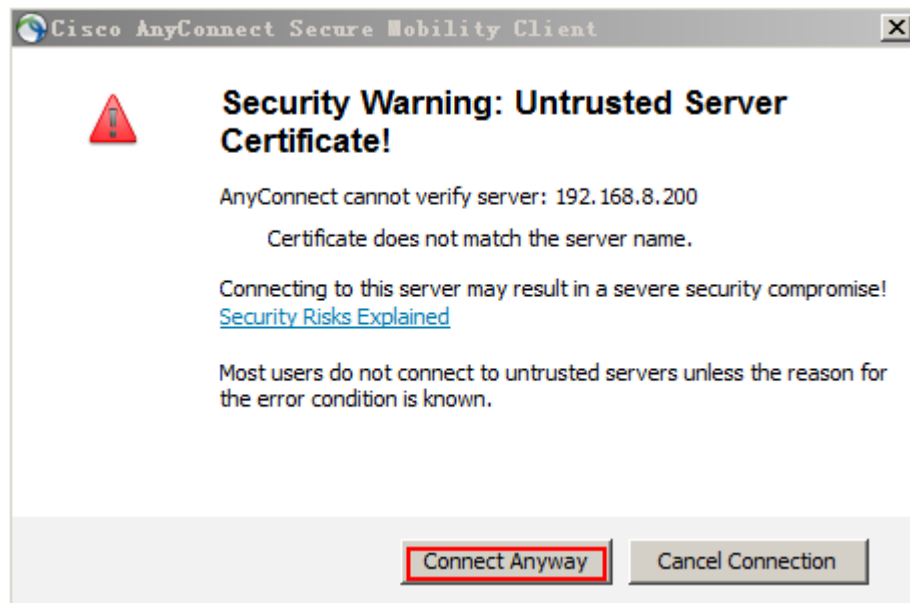 Cisco AnyConnect Secure Mobility Client
Security Warning: Untrusted Server
Certificate!
AnyConnect cannot verify server: 192.168.8.200
Certificate does not match the server name.
Connecting to this server may result in a severe security compromise!
Security Risks Explained
Most users do not connect to untrusted servers unless the reason for
the error condition is known.
Connect Anyway Cancel Connection